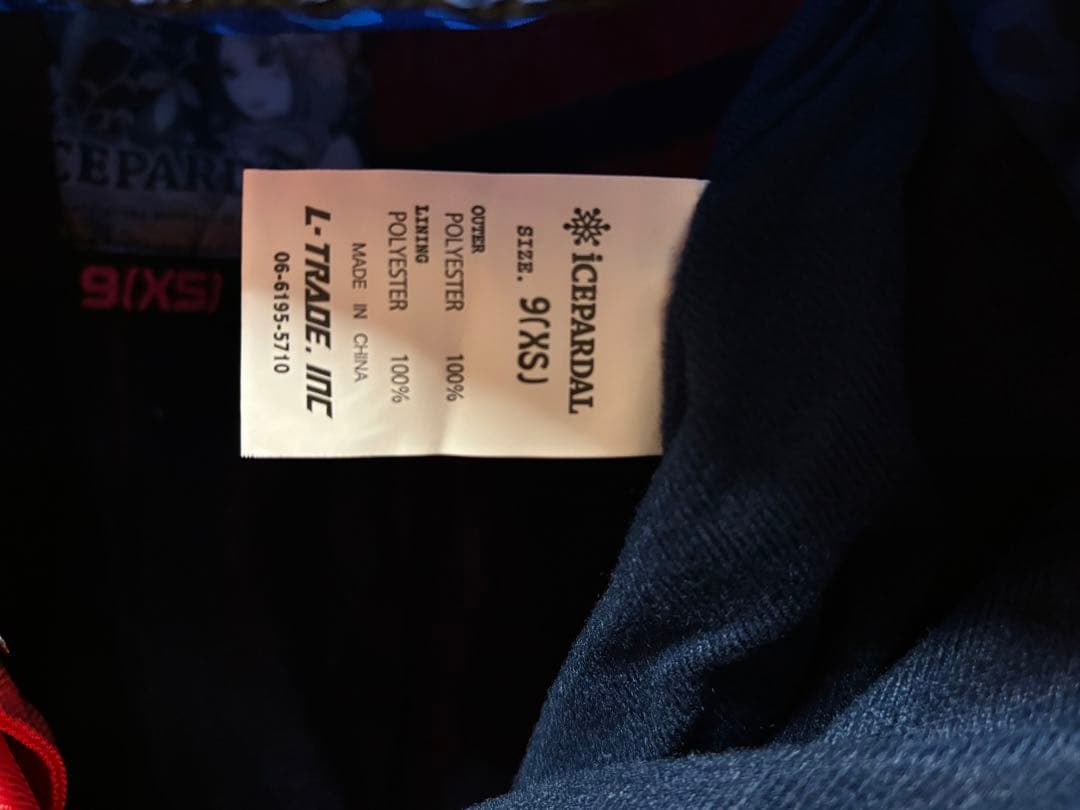 iCEPARDAL
SIZE. 9(XS)
OUTER
POLYESTER 100%
LINING
POLYESTER 100%
MADE IN CHINA
L-TRADE. INC
06-6195-5710
9(XS)